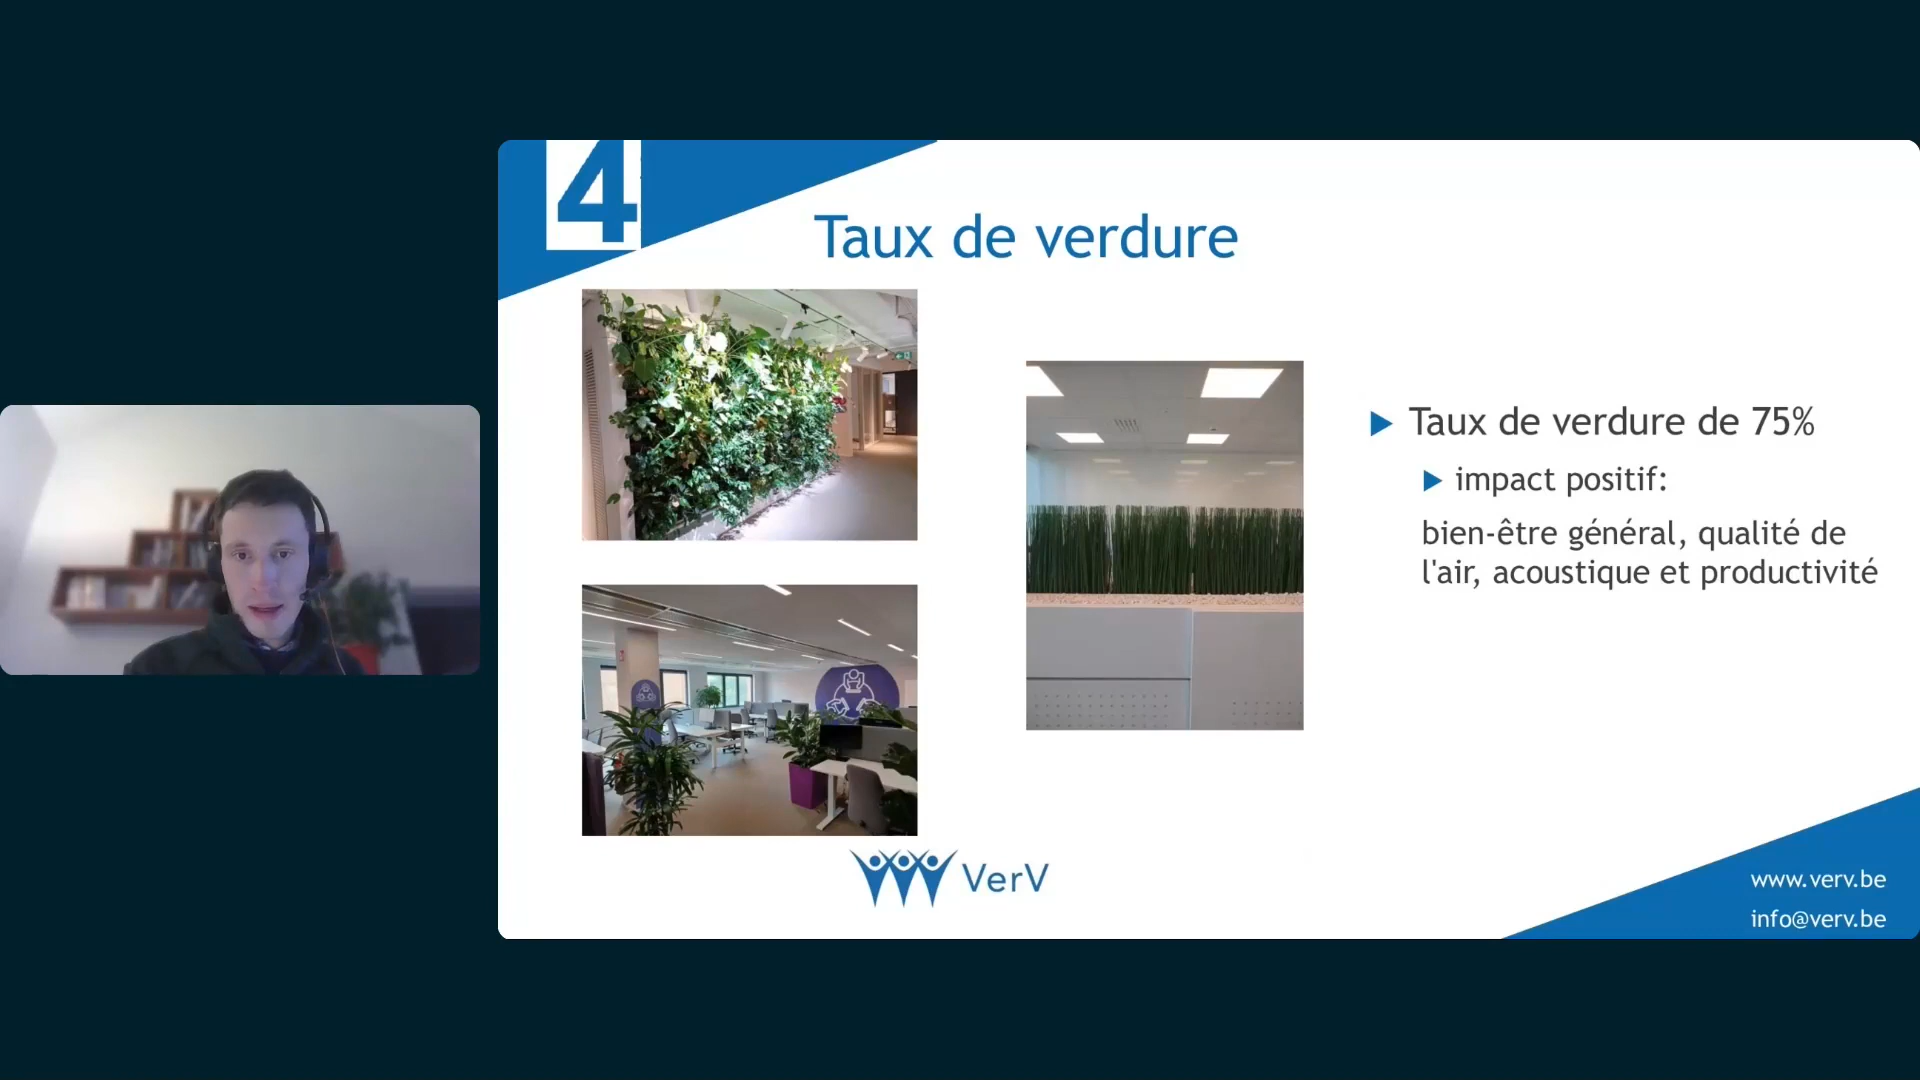 4
Taux de verdure
Taux de verdure de 75%
impact positif:
bien-être général, qualité de
l'air, acoustique et productivité
VerV
www.verv.be
info@verv.be